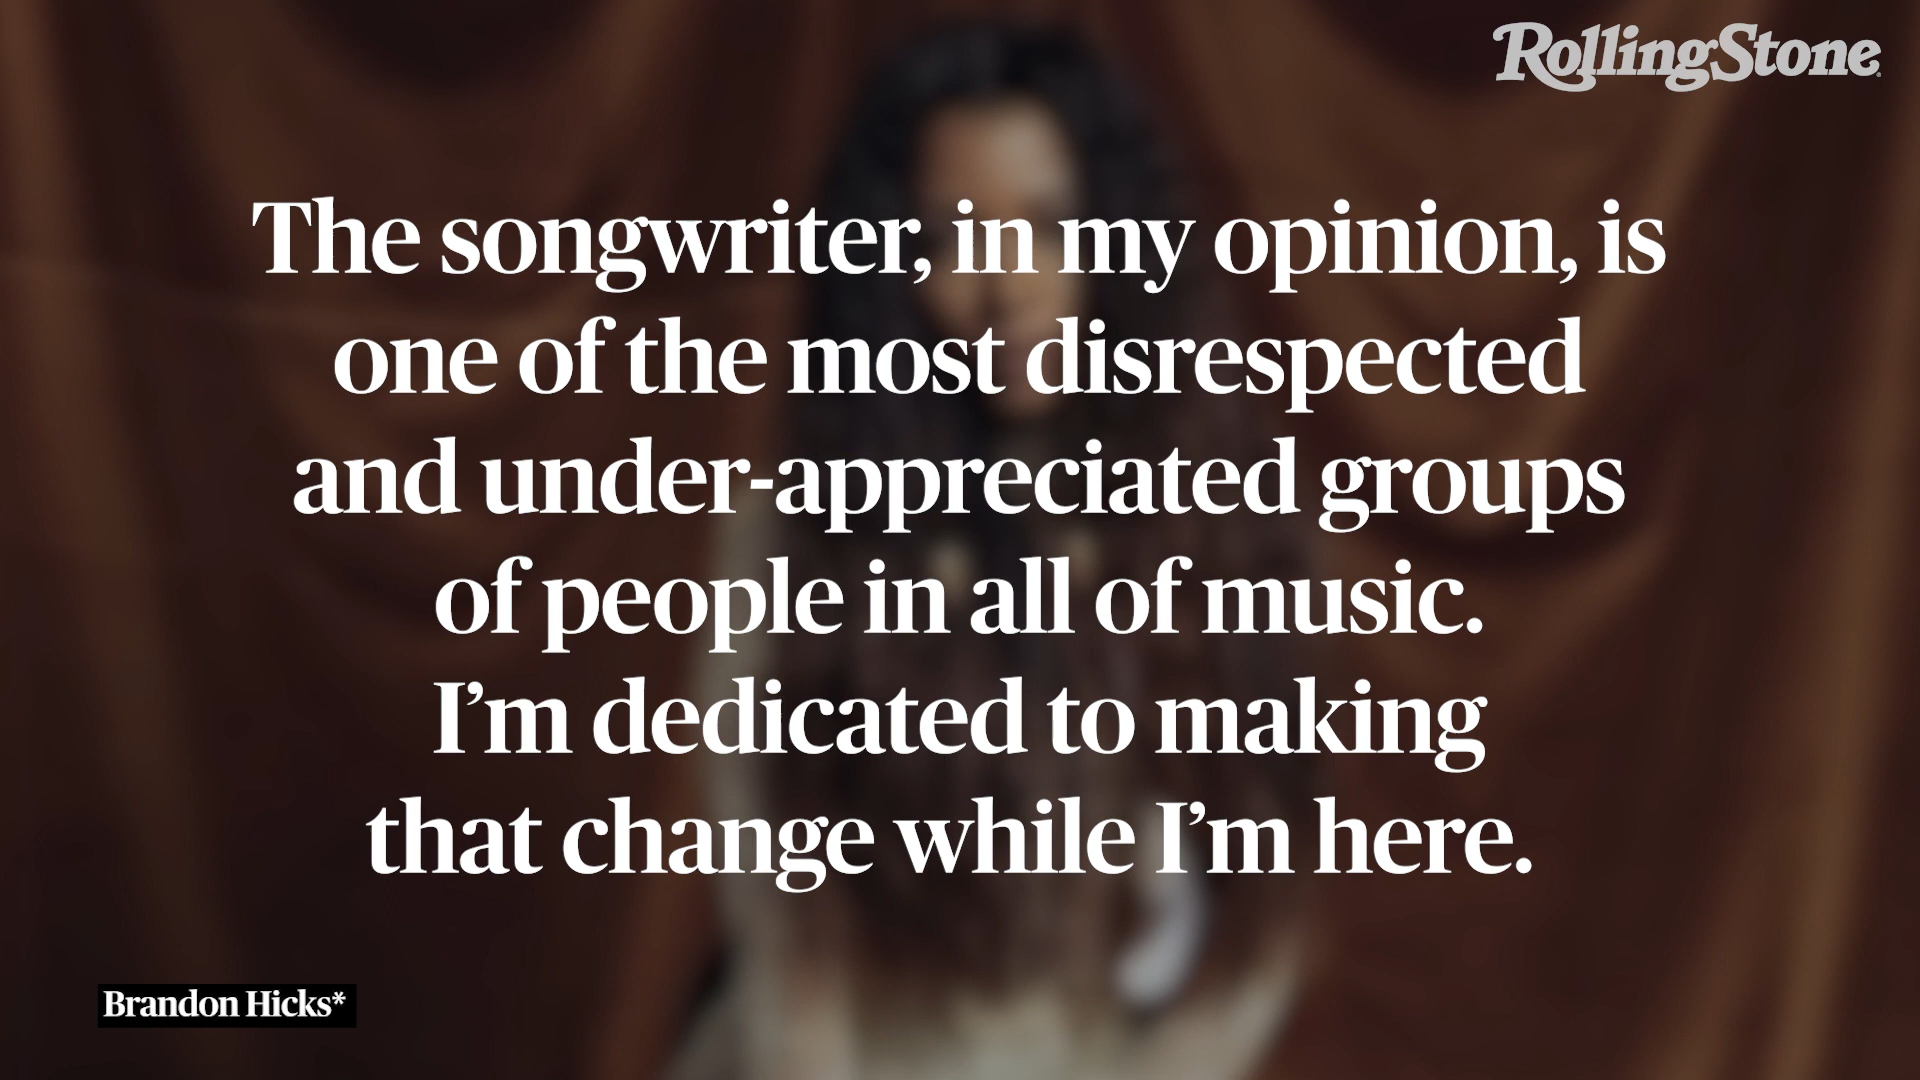 RollingStone
The songwriter, in my opinion, is
one of the most disrespected
and under-appreciated groups
of people in all of music.
I’m dedicated to making
that change while I’m here.
Brandon Hicks*